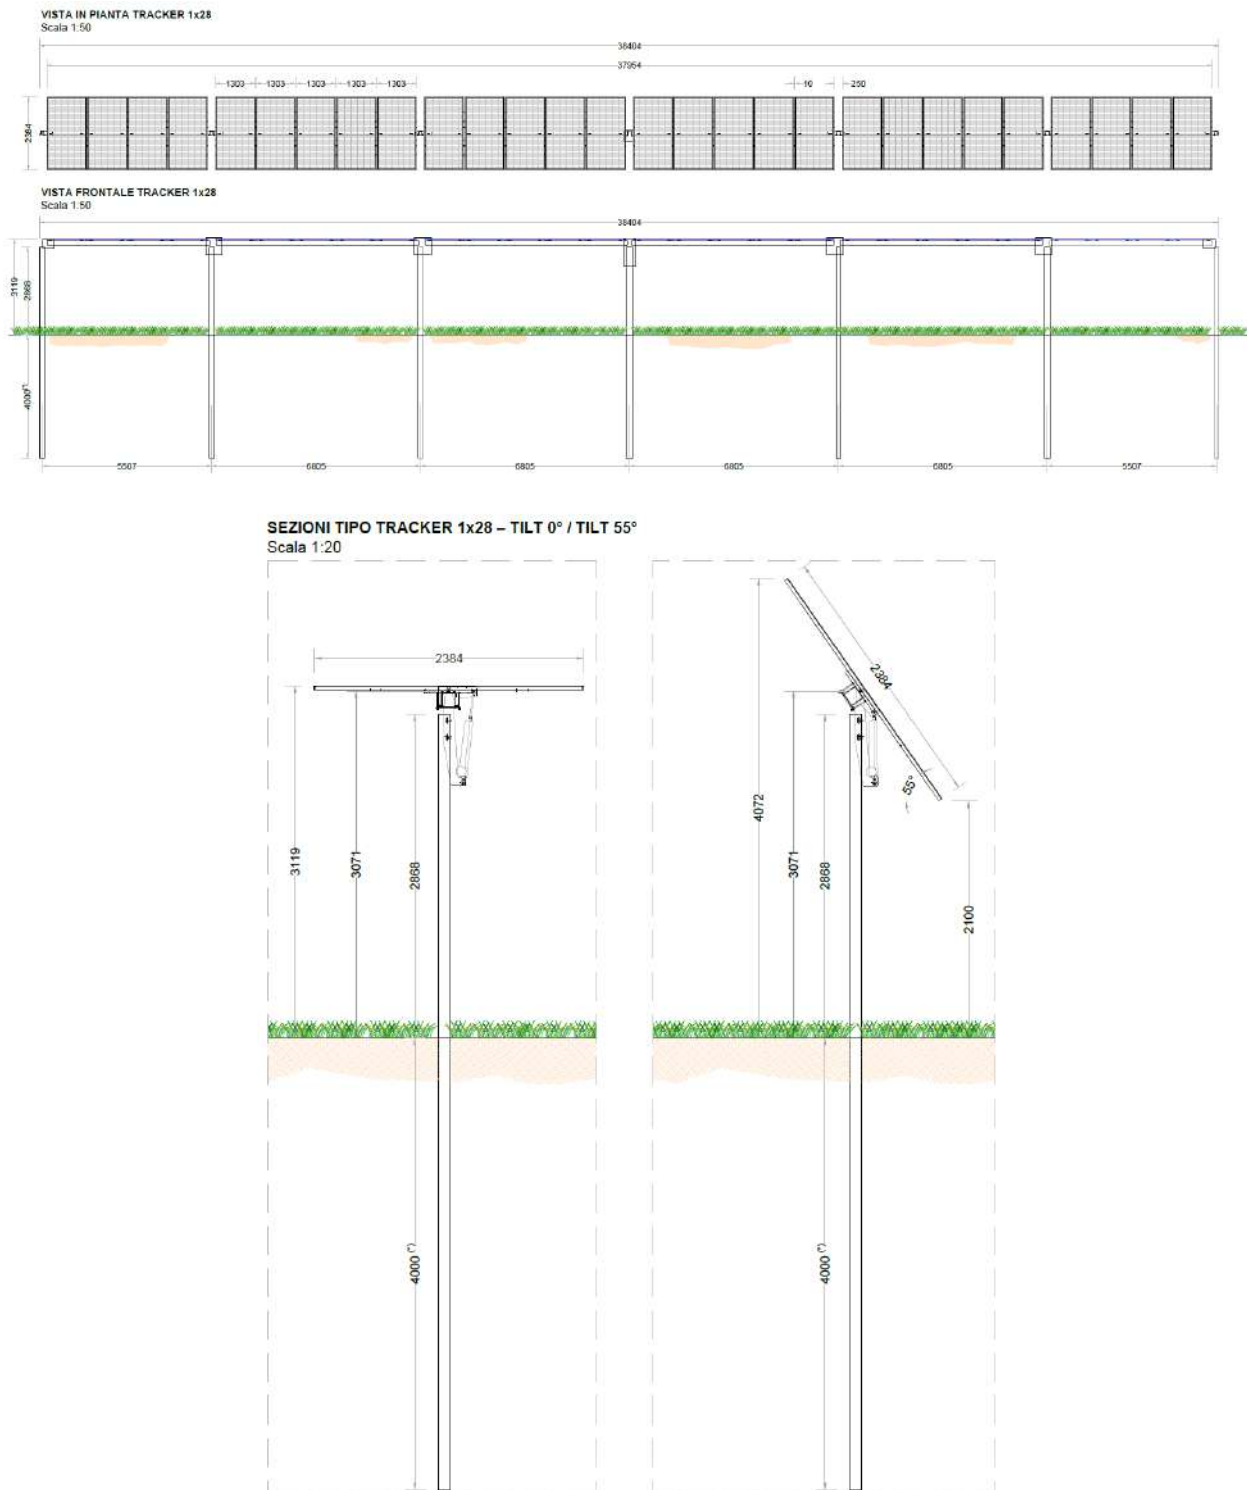 VISTA IN PIANTA TRACKER 1x28
Scala 1:50
38404
37954
1303 1303 1303 1303 1303 10 250
2384
VISTA FRONTALE TRACKER 1x28
Scala 1:50
38404
3119
2868
4000 (*)
5507 6805 6805 6805 6805 5507
SEZIONI TIPO TRACKER 1x28 – TILT 0° / TILT 55°
Scala 1:20
2384
3119
3071
2868
4000 (*)
2384
55°
4072
3071
2868
2100
4000 (*)